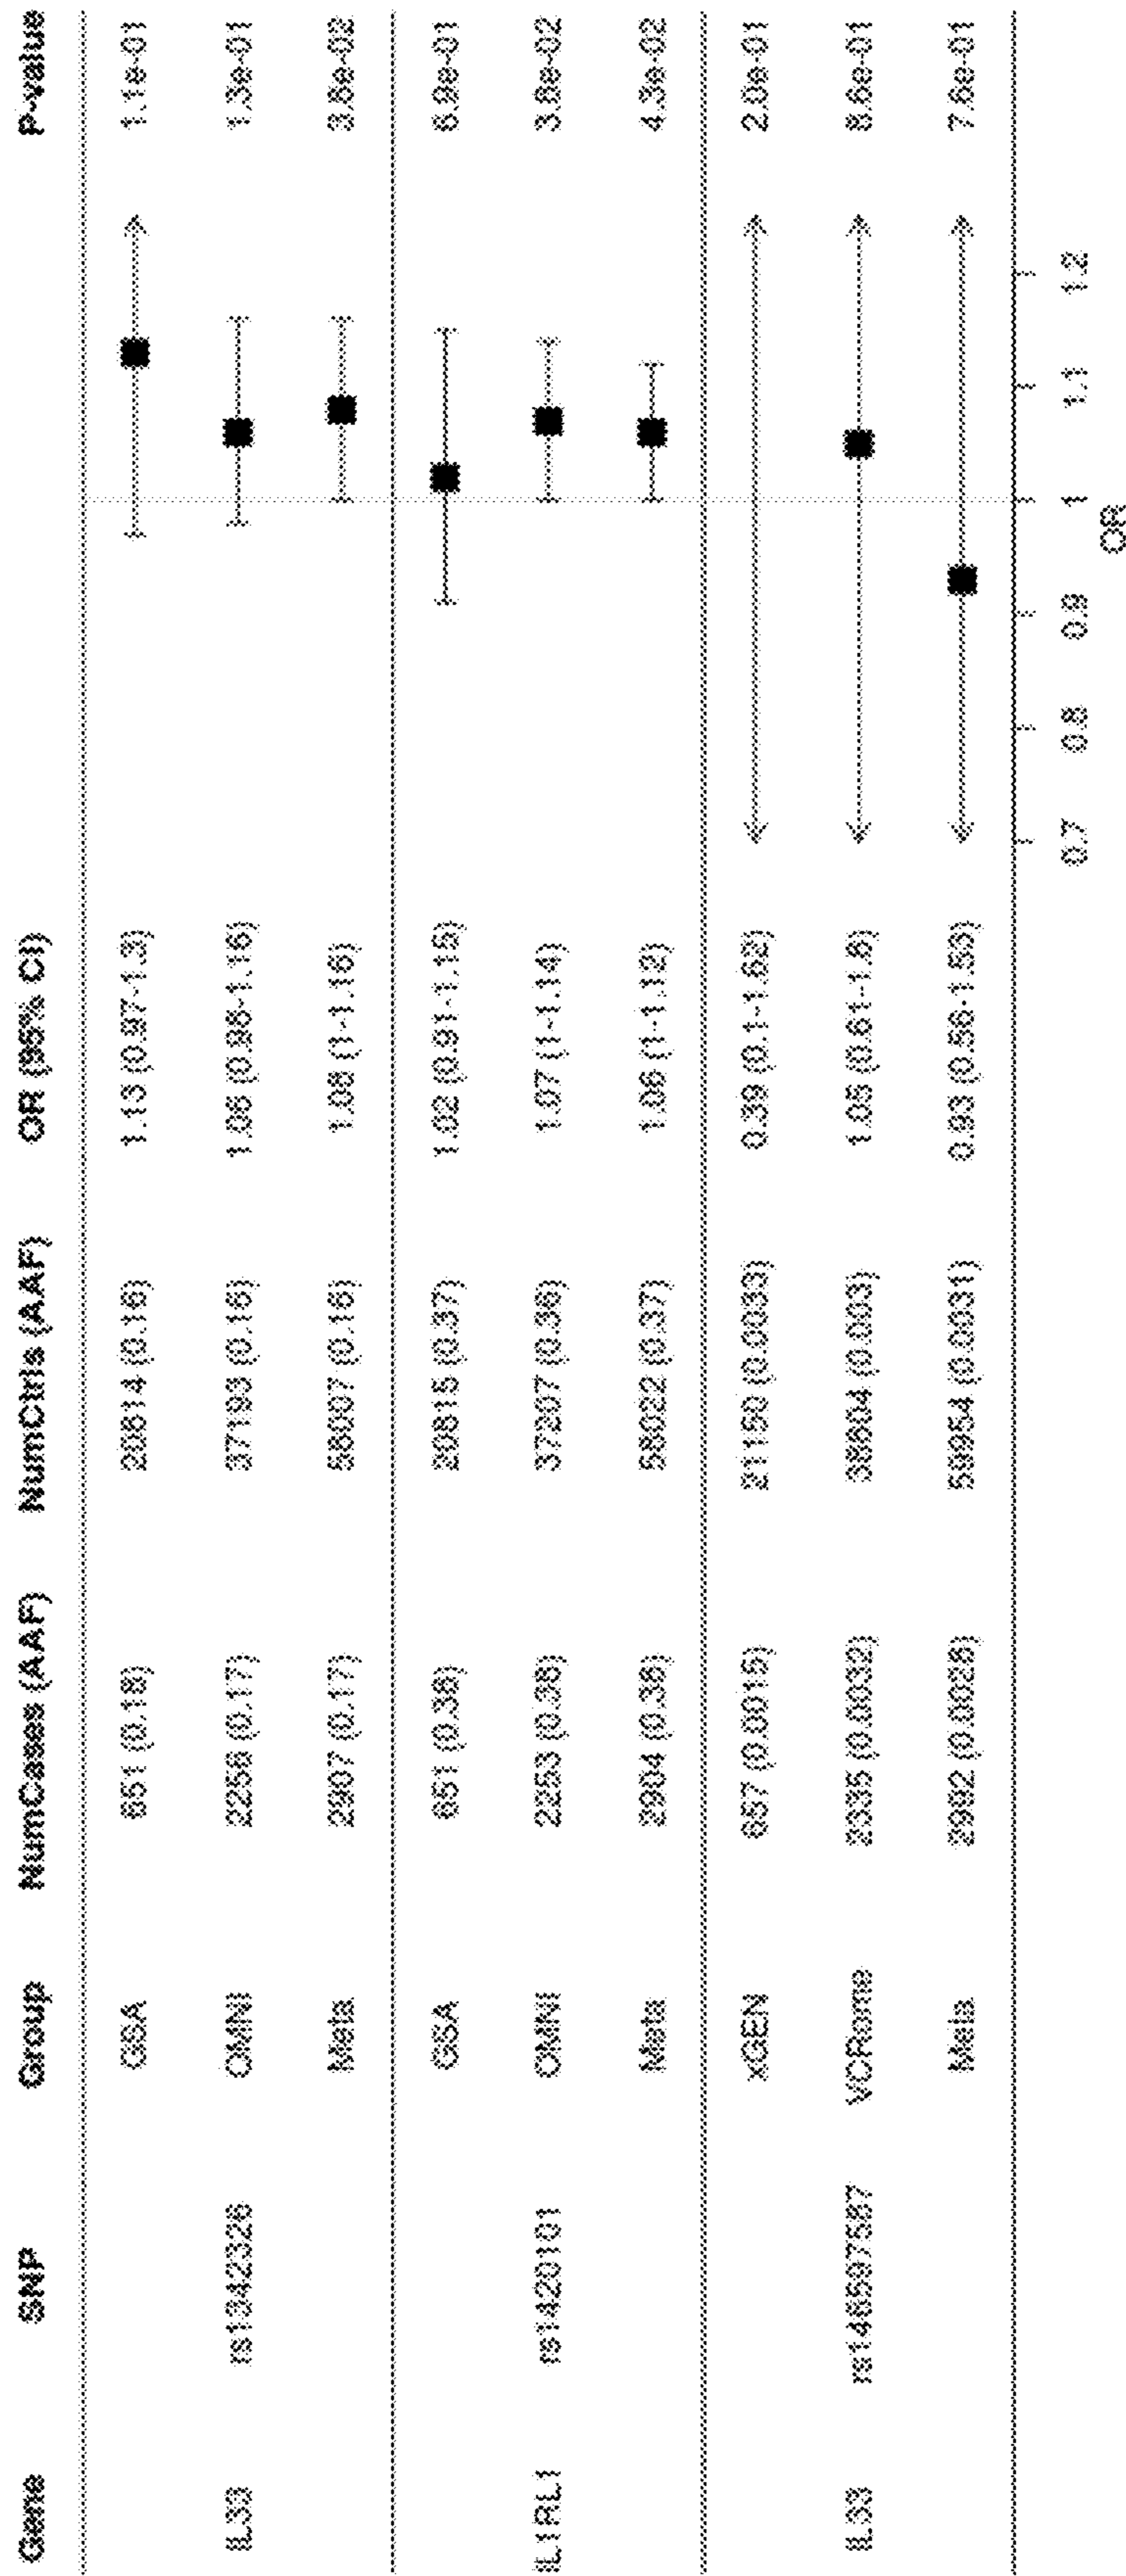 Gene SNP Group NumCases (AAF) NumCtrls (AAF) OR (95% CI) P-value
GSA 651 (0.18) 20814 (0.16) 1.13 (0.97-1.3) 1.1e-01
IL33 rs1342326 OMNI 2256 (0.17) 37193 (0.16) 1.06 (0.98-1.16) 1.3e-01
Meta 2907 (0.17) 58007 (0.16) 1.08 (1-1.16) 3.6e-02
GSA 651 (0.38) 20815 (0.37) 1.02 (0.91-1.15) 6.9e-01
IL1RL1 rs1420101 OMNI 2253 (0.38) 37207 (0.36) 1.07 (1-1.14) 3.8e-02
Meta 2904 (0.38) 58022 (0.37) 1.06 (1-1.12) 4.3e-02
xGEN 657 (0.0015) 21150 (0.0033) 0.39 (0.1-1.62) 2.0e-01
IL33 rs146597587 VCRome 2335 (0.0032) 38804 (0.003) 1.05 (0.61-1.8) 8.6e-01
Meta 2992 (0.0028) 59954 (0.0031) 0.93 (0.56-1.53) 7.6e-01
0.7 0.8 0.9 1 1.1 1.2
OR